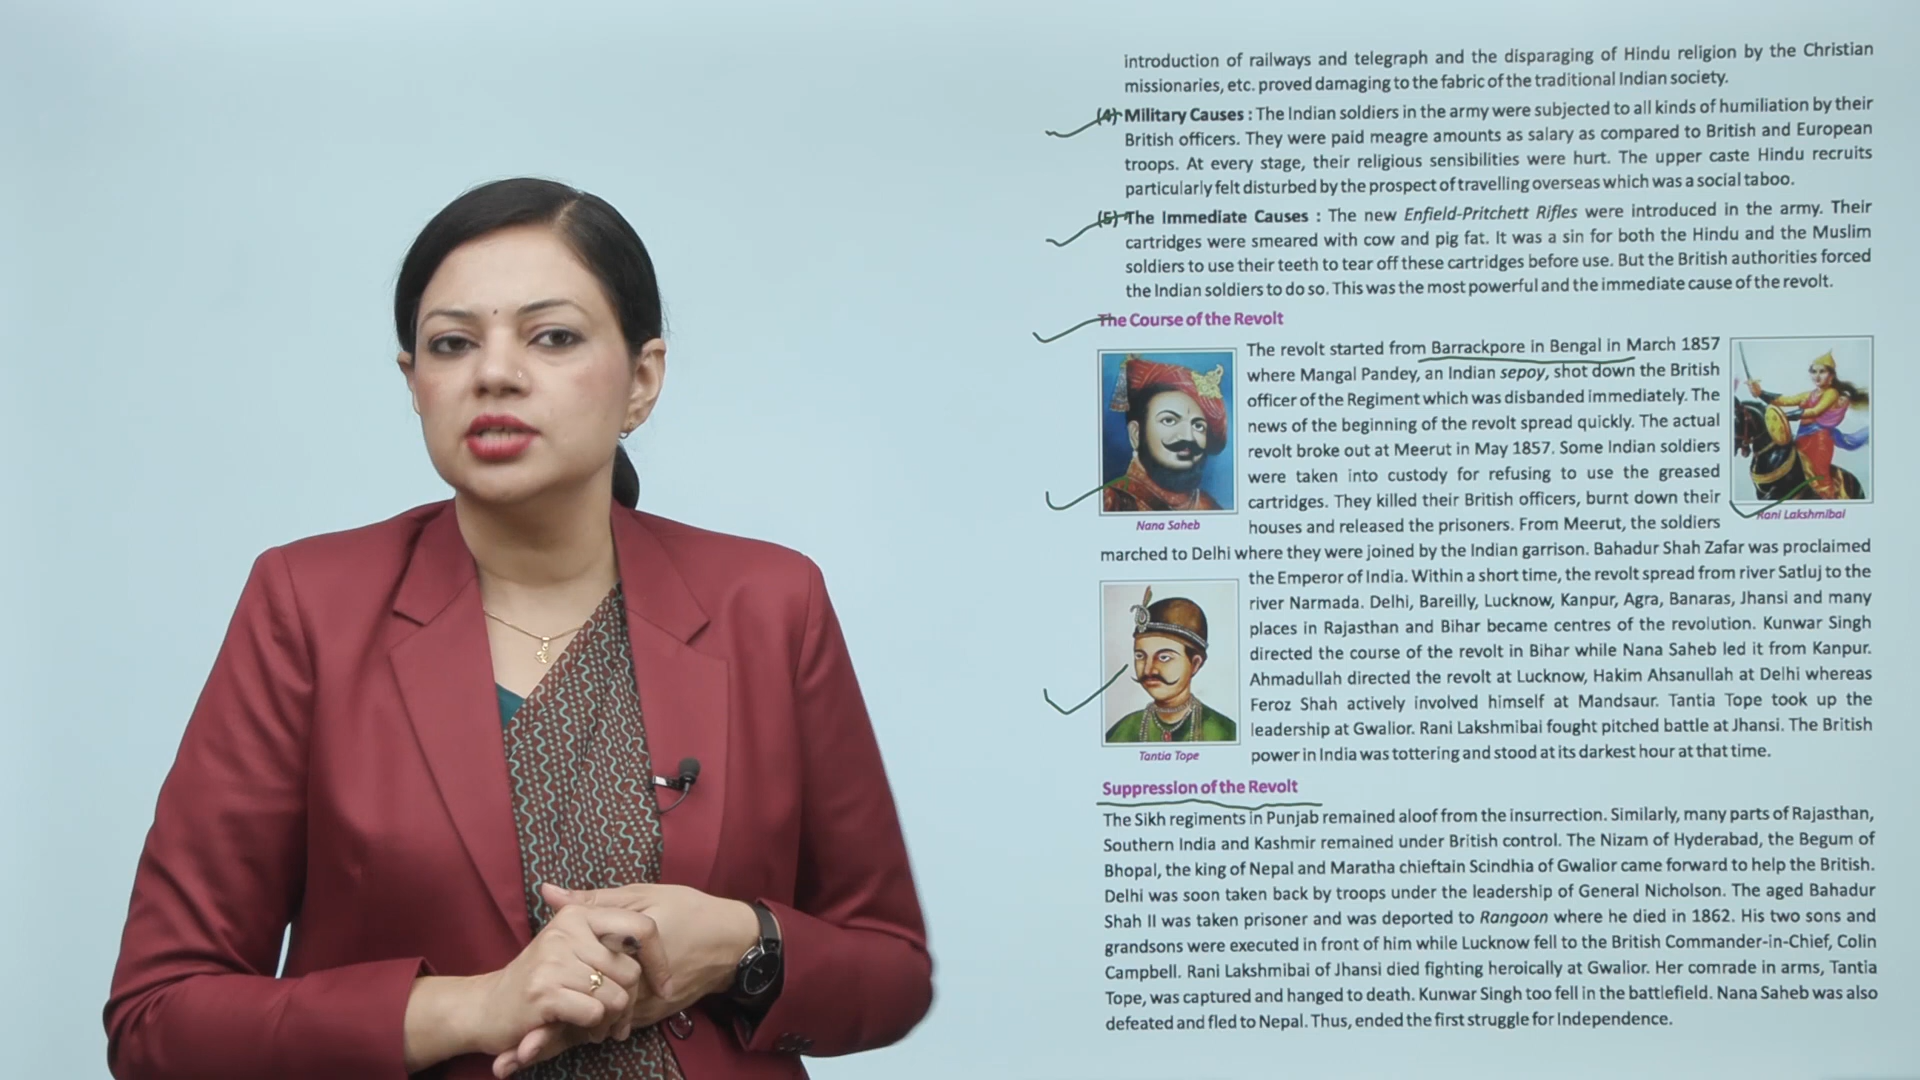 introduction of railways and telegraph and the disparaging of Hindu religion by the Christian
missionaries, etc. proved damaging to the fabric of the traditional Indian society.
(4) Military Causes : The Indian soldiers in the army were subjected to all kinds of humiliation by their
British officers. They were paid meagre amounts as salary as compared to British and European
troops. At every stage, their religious sensibilities were hurt. The upper caste Hindu recruits
particularly felt disturbed by the prospect of travelling overseas which was a social taboo.
(5) The Immediate Causes : The new Enfield-Pritchett Rifles were introduced in the army. Their
cartridges were smeared with cow and pig fat. It was a sin for both the Hindu and the Muslim
soldiers to use their teeth to tear off these cartridges before use. But the British authorities forced
the Indian soldiers to do so. This was the most powerful and the immediate cause of the revolt.
The Course of the Revolt
The revolt started from Barrackpore in Bengal in March 1857
where Mangal Pandey, an Indian sepoy, shot down the British
officer of the Regiment which was disbanded immediately. The
news of the beginning of the revolt spread quickly. The actual
revolt broke out at Meerut in May 1857. Some Indian soldiers
were taken into custody for refusing to use the greased
cartridges. They killed their British officers, burnt down their
houses and released the prisoners. From Meerut, the soldiers
Nana Saheb
Rani Lakshmibai
marched to Delhi where they were joined by the Indian garrison. Bahadur Shah Zafar was proclaimed
the Emperor of India. Within a short time, the revolt spread from river Satluj to the
river Narmada. Delhi, Bareilly, Lucknow, Kanpur, Agra, Banaras, Jhansi and many
places in Rajasthan and Bihar became centres of the revolution. Kunwar Singh
directed the course of the revolt in Bihar while Nana Saheb led it from Kanpur.
Ahmadullah directed the revolt at Lucknow, Hakim Ahsanullah at Delhi whereas
Feroz Shah actively involved himself at Mandsaur. Tantia Tope took up the
leadership at Gwalior. Rani Lakshmibai fought pitched battle at Jhansi. The British
power in India was tottering and stood at its darkest hour at that time.
Tantia Tope
Suppression of the Revolt
The Sikh regiments in Punjab remained aloof from the insurrection. Similarly, many parts of Rajasthan,
Southern India and Kashmir remained under British control. The Nizam of Hyderabad, the Begum of
Bhopal, the king of Nepal and Maratha chieftain Scindhia of Gwalior came forward to help the British.
Delhi was soon taken back by troops under the leadership of General Nicholson. The aged Bahadur
Shah II was taken prisoner and was deported to Rangoon where he died in 1862. His two sons and
grandsons were executed in front of him while Lucknow fell to the British Commander-in-Chief, Colin
Campbell. Rani Lakshmibai of Jhansi died fighting heroically at Gwalior. Her comrade in arms, Tantia
Tope, was captured and hanged to death. Kunwar Singh too fell in the battlefield. Nana Saheb was also
defeated and fled to Nepal. Thus, ended the first struggle for Independence.